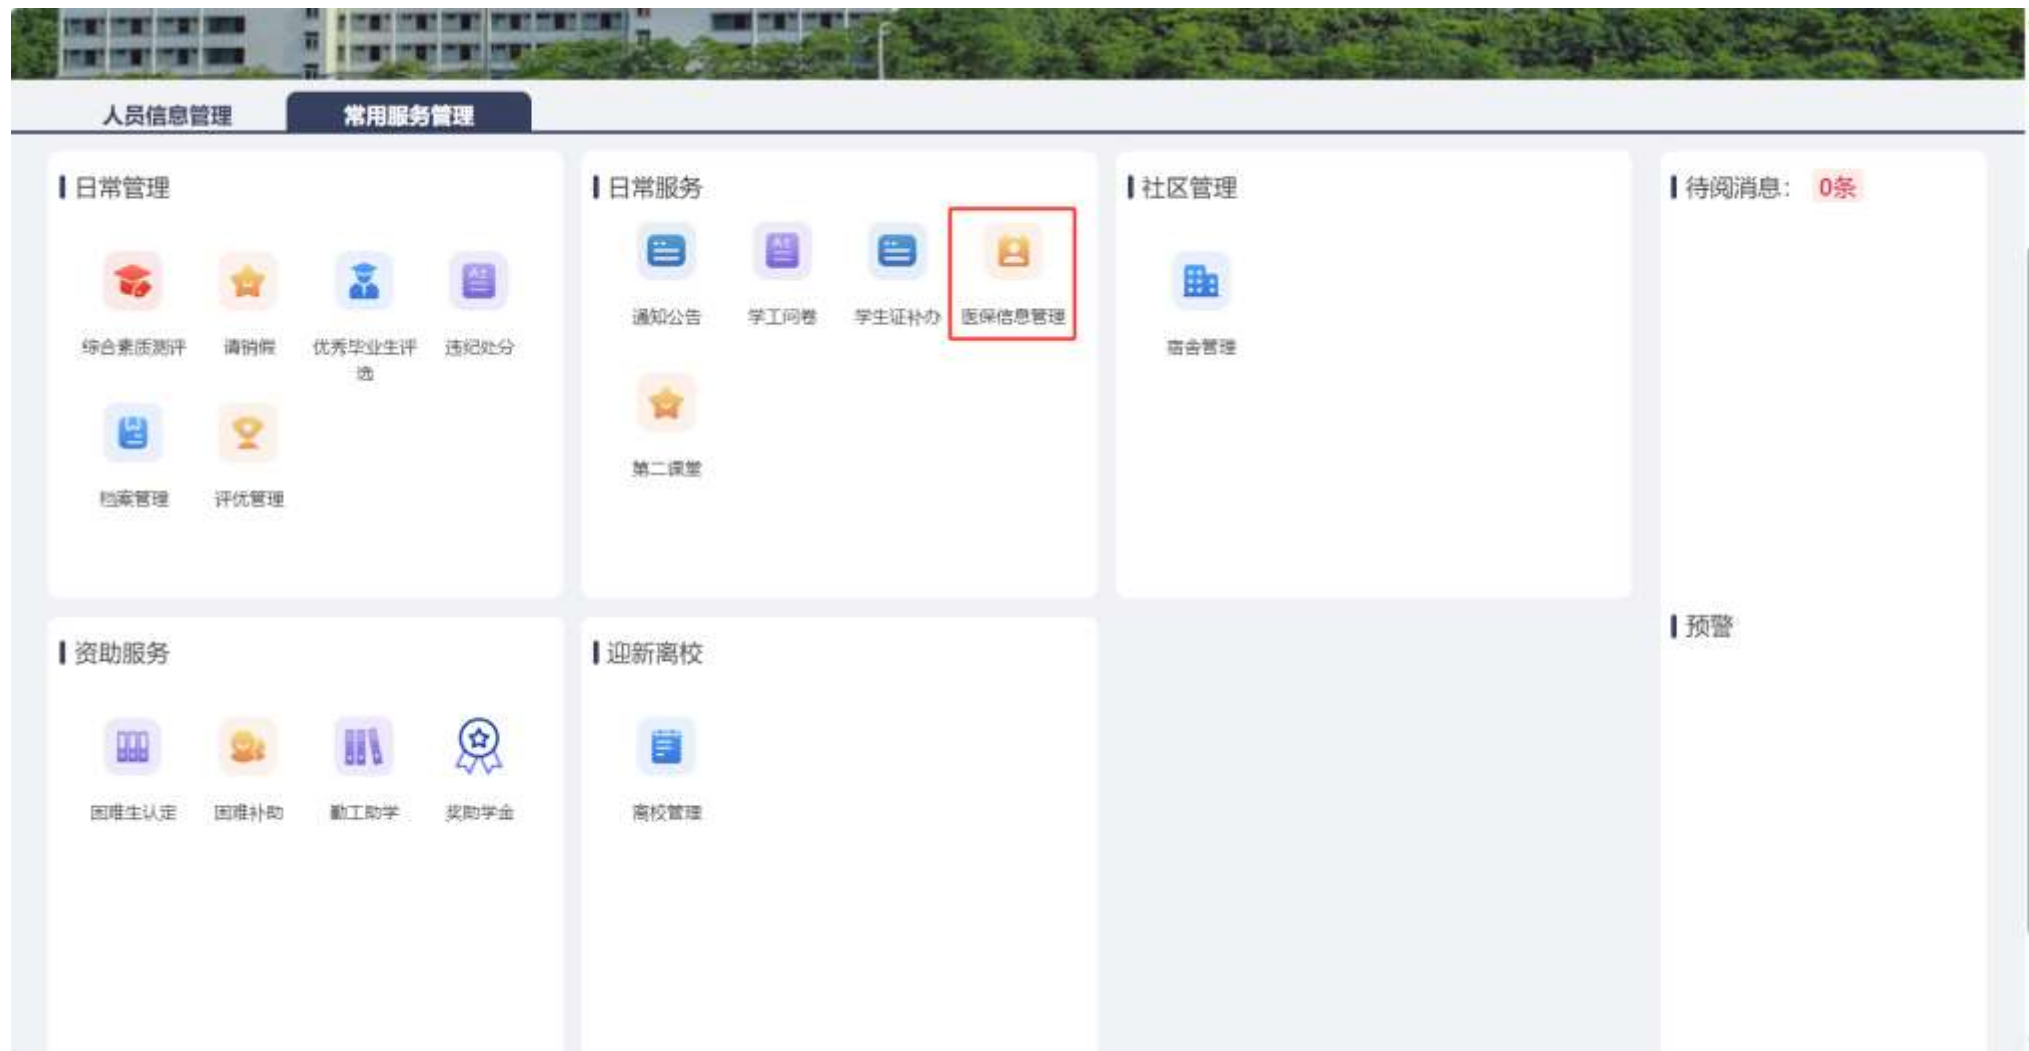 人员信息管理
常用服务管理
日常管理
综合素质测评
请销假
优秀毕业生评
选
违纪处分
档案管理
评优管理
日常服务
通知公告
学工问卷
学生证补办
医保信息管理
第二课堂
社区管理
宿舍管理
待阅消息： 0条
资助服务
困难生认定
困难补助
勤工助学
奖助学金
迎新离校
离校管理
预警